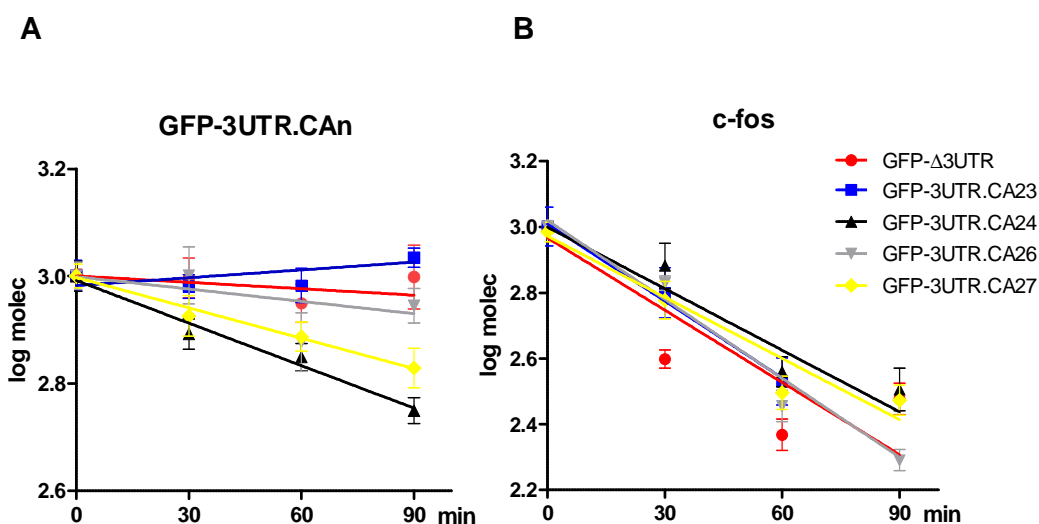 A
GFP-3UTR.CAn
log molec
3.2
3.0
2.8
2.6
0
30
60
90
min
B
c-fos
log molec
3.2
3.0
2.8
2.6
2.4
2.2
0
30
60
90
min
GFP-Δ3UTR
GFP-3UTR.CA23
GFP-3UTR.CA24
GFP-3UTR.CA26
GFP-3UTR.CA27